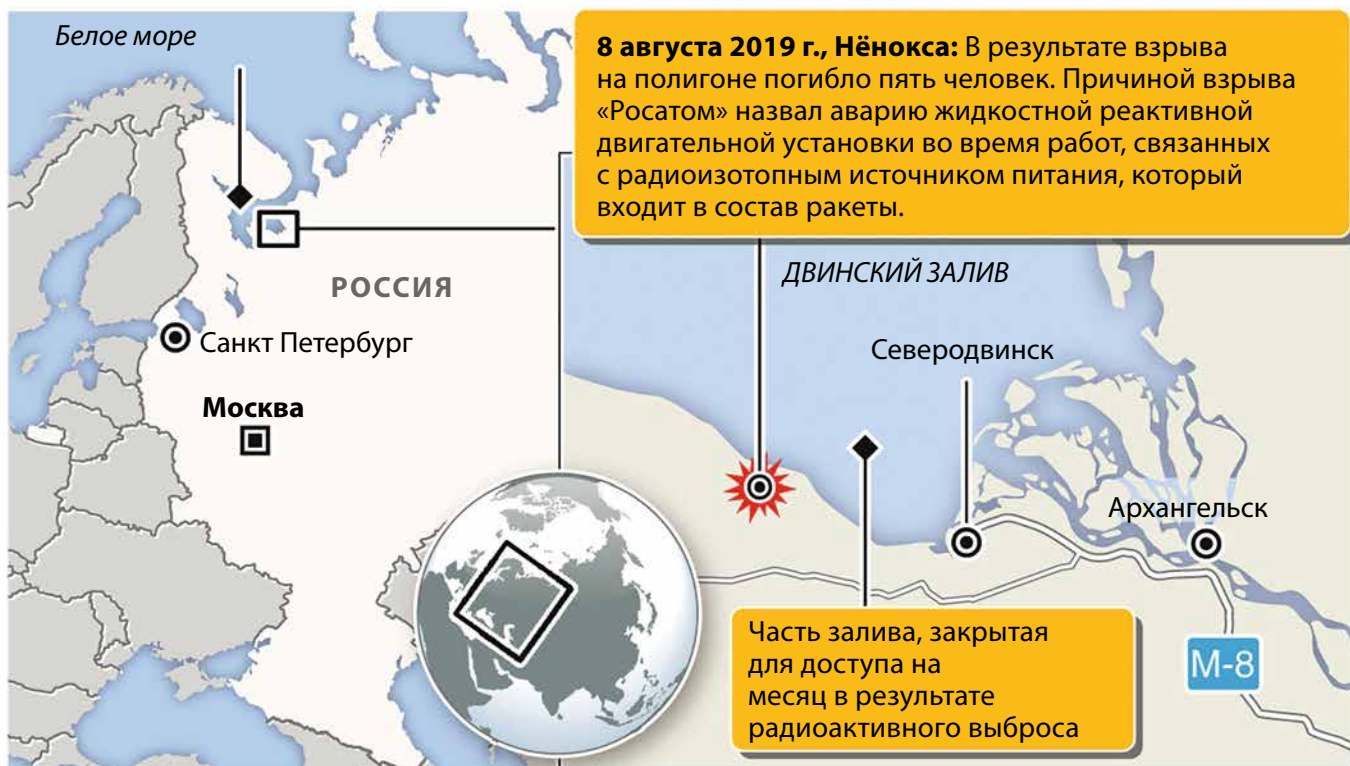 Белое море
8 августа 2019 г., Нёнокса: В результате взрыва
на полигоне погибло пять человек. Причиной взрыва
«Росатом» назвал аварию жидкостной реактивной
двигательной установки во время работ, связанных
с радиоизотопным источником питания, который
входит в состав ракеты.
РОССИЯ
Санкт Петербург
Москва
ДВИНСКИЙ ЗАЛИВ
Северодвинск
Архангельск
Часть залива, закрытая
для доступа на
месяц в результате
радиоактивного выброса
М-8